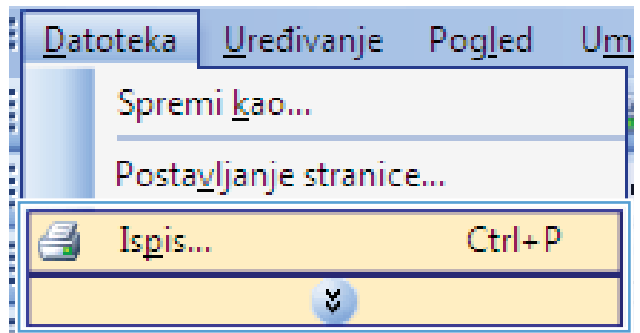 Datoteka Uređivanje Pogled Um
Spremi kao...
Postavljanje stranice...
Ispis... Ctrl+P